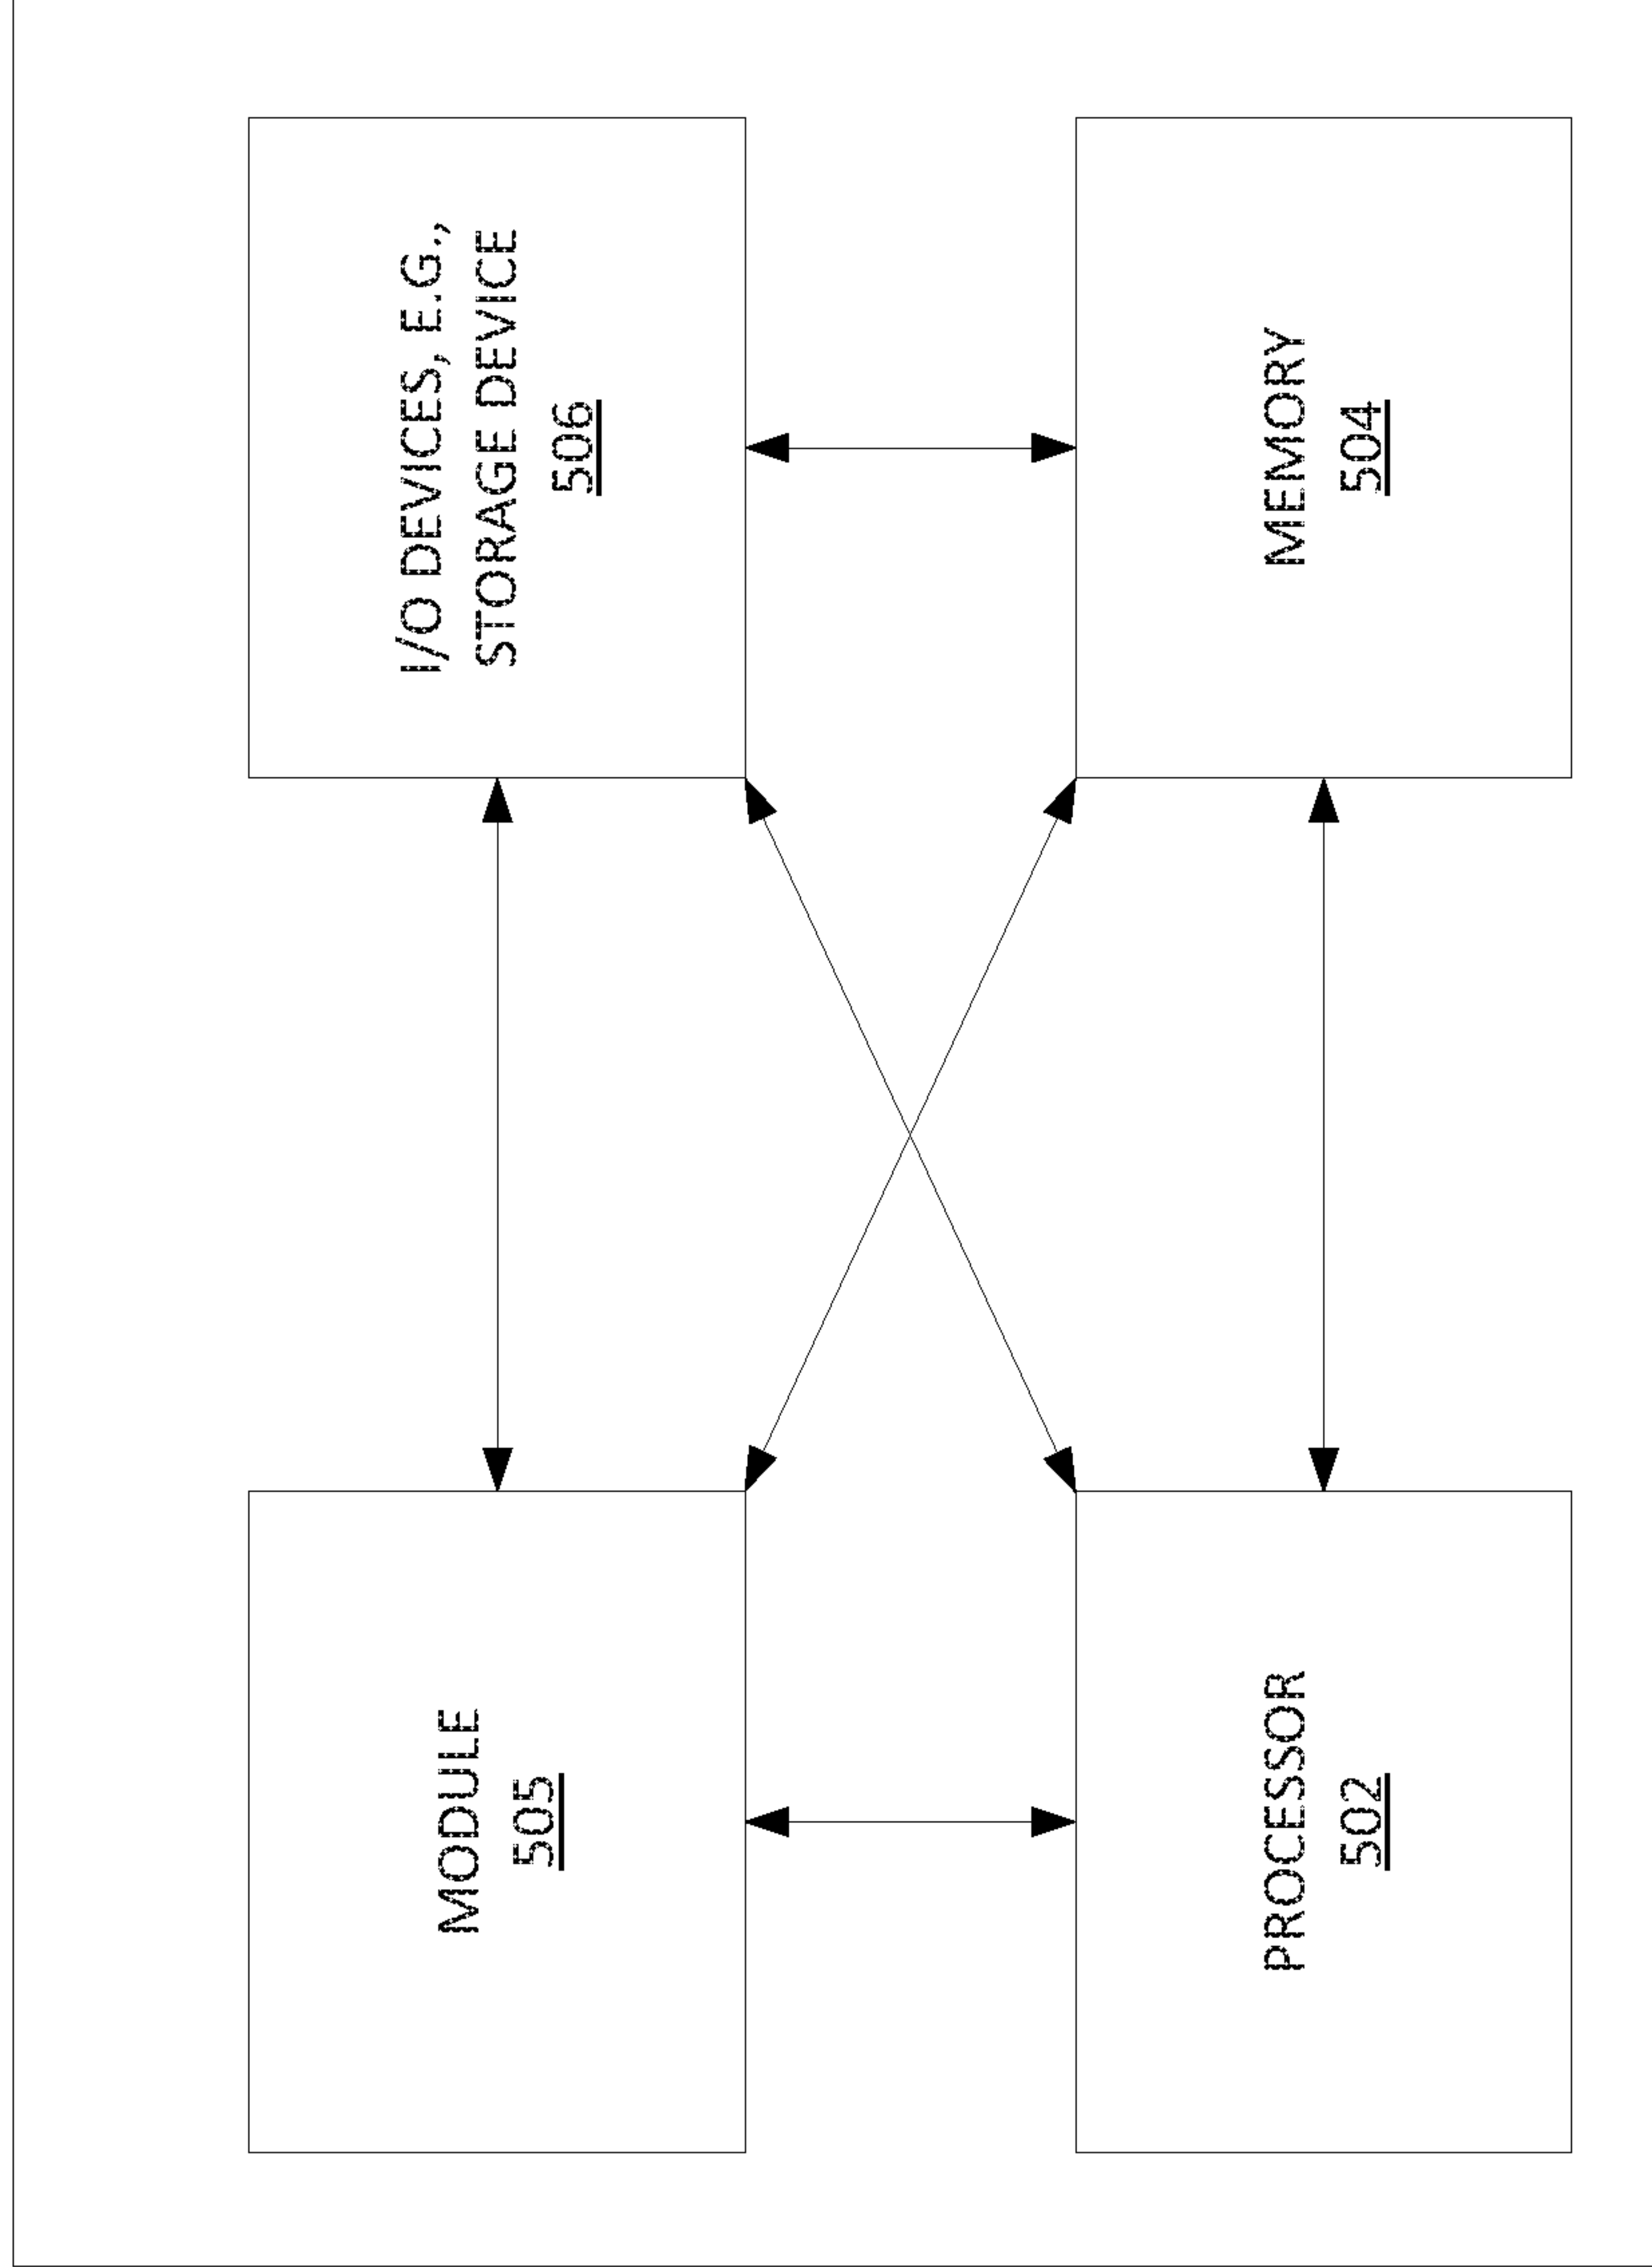 MODULE
505
I/O DEVICES, E.G.,
STORAGE DEVICE
506
PROCESSOR
502
MEMORY
504